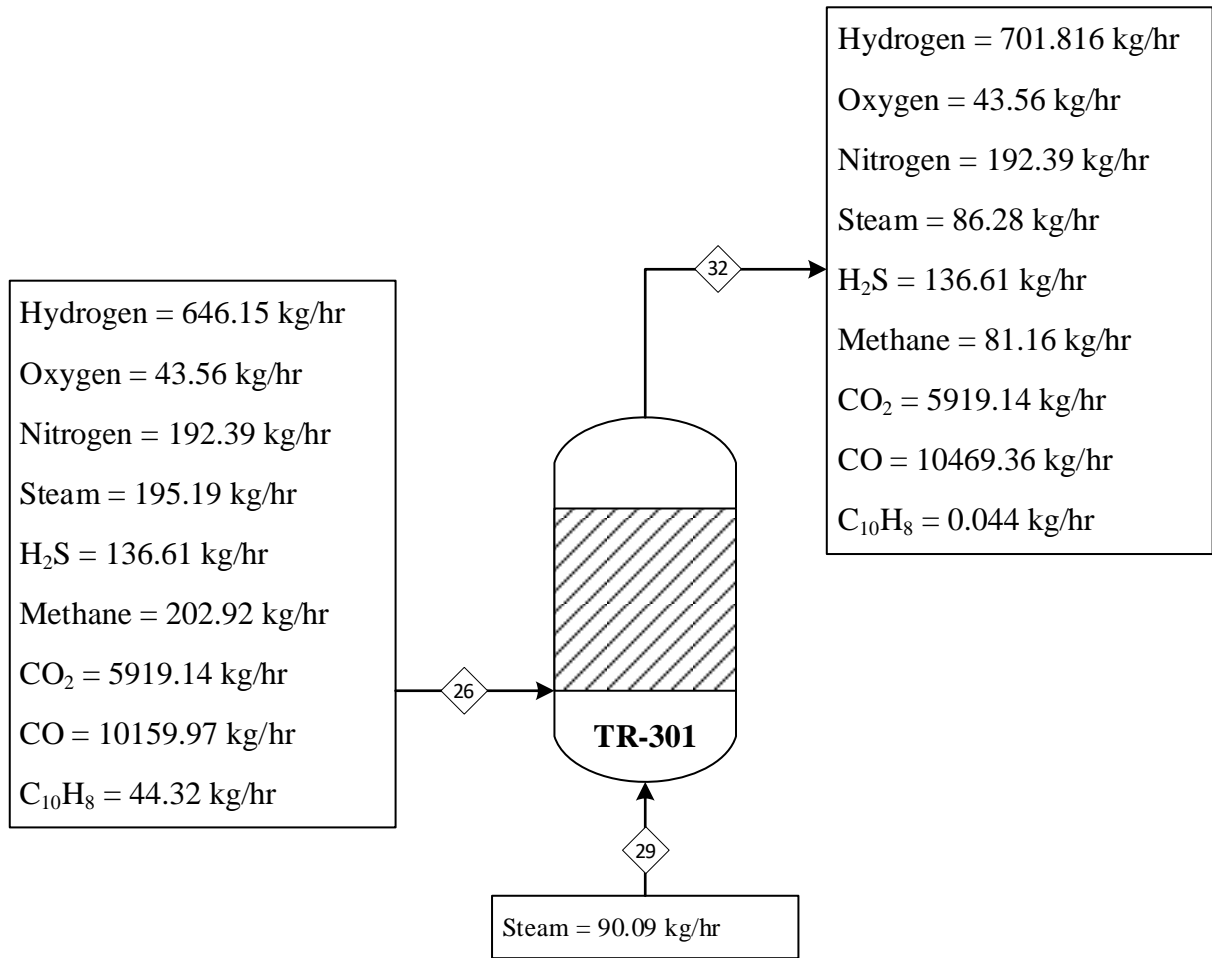 Hydrogen = 646.15 kg/hr
Oxygen = 43.56 kg/hr
Nitrogen = 192.39 kg/hr
Steam = 195.19 kg/hr
H₂S = 136.61 kg/hr
Methane = 202.92 kg/hr
CO₂ = 5919.14 kg/hr
CO = 10159.97 kg/hr
C₁₀H₈ = 44.32 kg/hr
26
TR-301
29
Steam = 90.09 kg/hr
32
Hydrogen = 701.816 kg/hr
Oxygen = 43.56 kg/hr
Nitrogen = 192.39 kg/hr
Steam = 86.28 kg/hr
H₂S = 136.61 kg/hr
Methane = 81.16 kg/hr
CO₂ = 5919.14 kg/hr
CO = 10469.36 kg/hr
C₁₀H₈ = 0.044 kg/hr